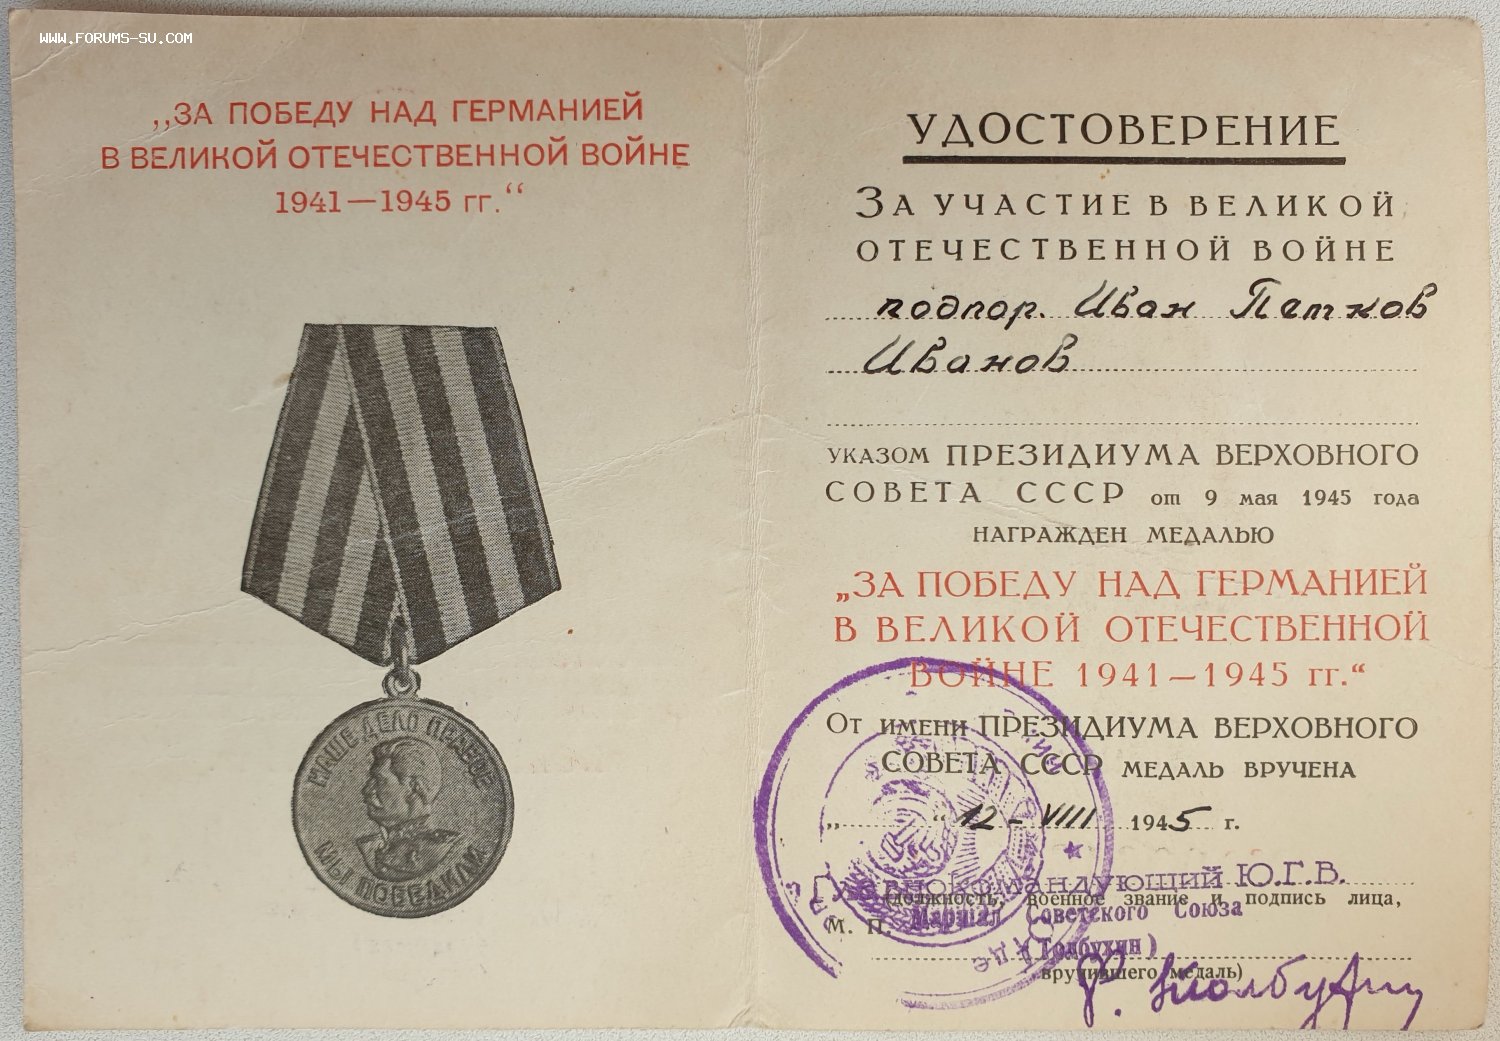 WWW.FORUMS-SU.COM
,,ЗА ПОБЕДУ НАД ГЕРМАНИЕЙ
В ВЕЛИКОЙ ОТЕЧЕСТВЕННОЙ ВОЙНЕ
1941—1945 гг.“
НАШЕ ДЕЛО ПРАВОЕ
МЫ ПОБЕДИЛИ
УДОСТОВЕРЕНИЕ
ЗА УЧАСТИЕ В ВЕЛИКОЙ
ОТЕЧЕСТВЕННОЙ ВОЙНЕ
подпор. Иван Петков
Иванов
УКАЗОМ ПРЕЗИДИУМА ВЕРХОВНОГО
СОВЕТА СССР от 9 мая 1945 года
НАГРАЖДЕН МЕДАЛЬЮ
„ЗА ПОБЕДУ НАД ГЕРМАНИЕЙ
В ВЕЛИКОЙ ОТЕЧЕСТВЕННОЙ
ВОЙНЕ 1941—1945 гг.“
ОТ ИМЕНИ ПРЕЗИДИУМА ВЕРХОВНОГО
СОВЕТА СССР МЕДАЛЬ ВРУЧЕНА
„ “ 12 - VIII 1945 г.
Главнокомандующий Ю.Г.В.
(должность, военное звание и подпись лица,
М. П. Маршал Советского Союза
(Толбухин)
вручившего медаль)
Ф. Толбухин